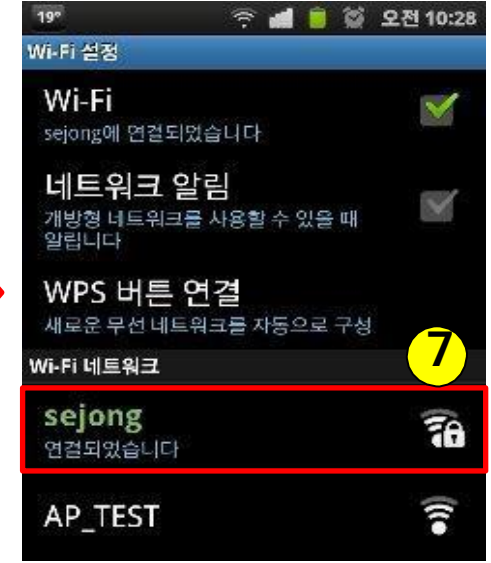 19° 오전 10:28
Wi-Fi 설정
Wi-Fi
sejong에 연결되었습니다
네트워크 알림
개방형 네트워크를 사용할 수 있을 때
알립니다
WPS 버튼 연결
새로운 무선 네트워크를 자동으로 구성
7
Wi-Fi 네트워크
sejong
연결되었습니다
AP_TEST